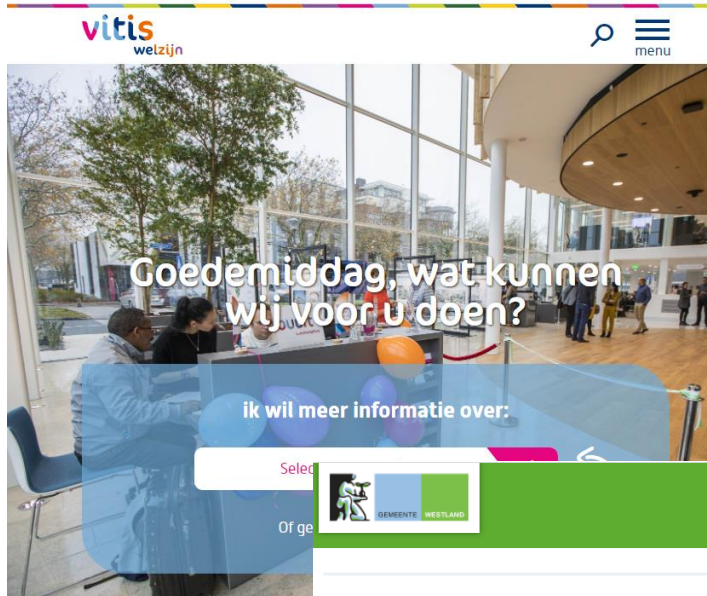 vitis
welzijn
menu
Goedemiddag, wat kunnen
wij voor u doen?
ik wil meer informatie over:
Selec
Of ge
GEMEENTE WESTLAND